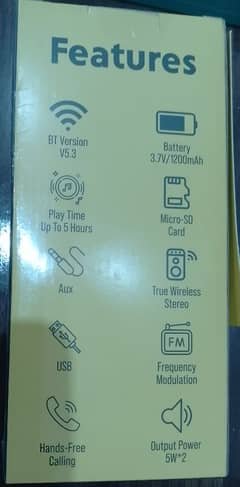 Features
BT Version
V5.3
Battery
3.7V/1200mAh
Play Time
Up To 5 Hours
Micro-SD
Card
Aux
True Wireless
Stereo
USB
FM
Frequency
Modulation
Hands-Free
Calling
Output Power
5W*2